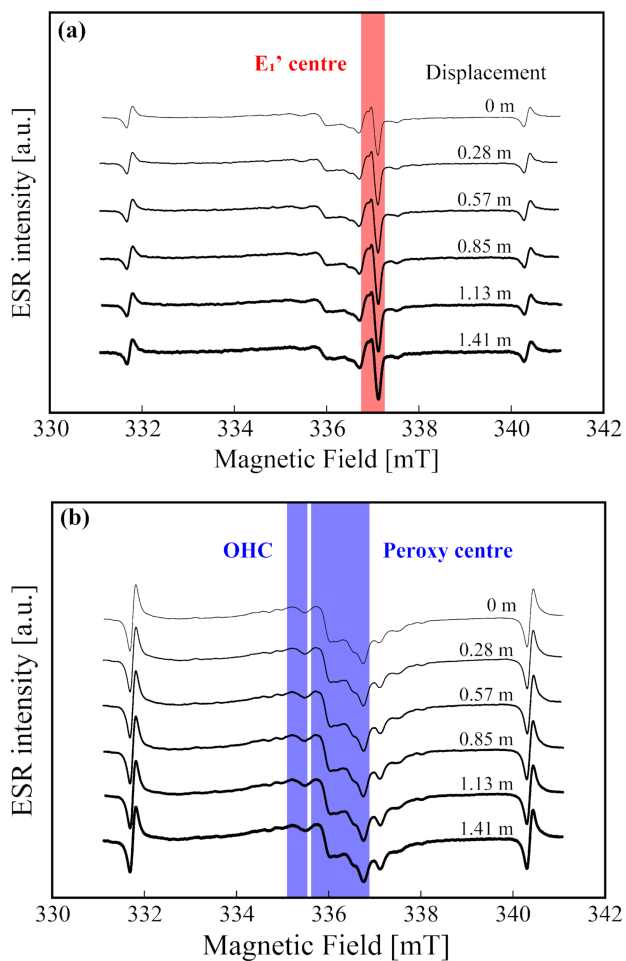 (a)
E₁’ centre
Displacement
0 m
0.28 m
0.57 m
0.85 m
1.13 m
1.41 m
ESR intensity [a.u.]
330 332 334 336 338 340 342
Magnetic Field [mT]
(b)
OHC Peroxy centre
0 m
0.28 m
0.57 m
0.85 m
1.13 m
1.41 m
ESR intensity [a.u.]
330 332 334 336 338 340 342
Magnetic Field [mT]